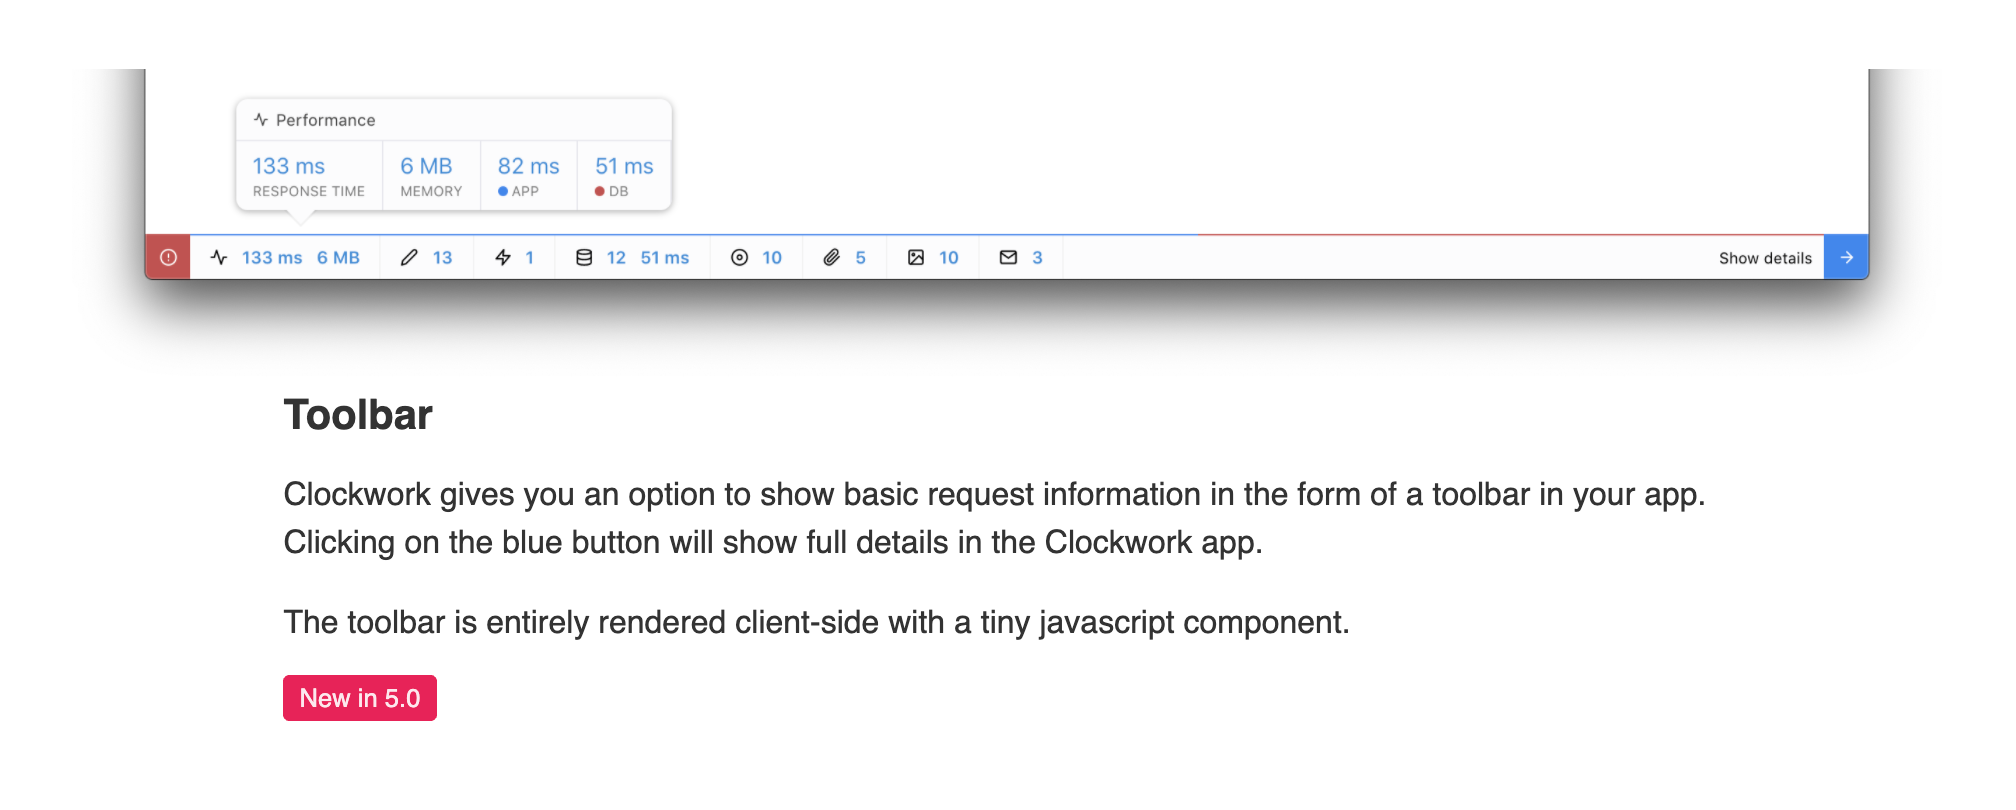 Performance
133 ms 6 MB 82 ms 51 ms
RESPONSE TIME MEMORY APP DB
133 ms 6 MB 13 1 12 51 ms 10 5 10 3 Show details
Toolbar
Clockwork gives you an option to show basic request information in the form of a toolbar in your app.
Clicking on the blue button will show full details in the Clockwork app.
The toolbar is entirely rendered client-side with a tiny javascript component.
New in 5.0